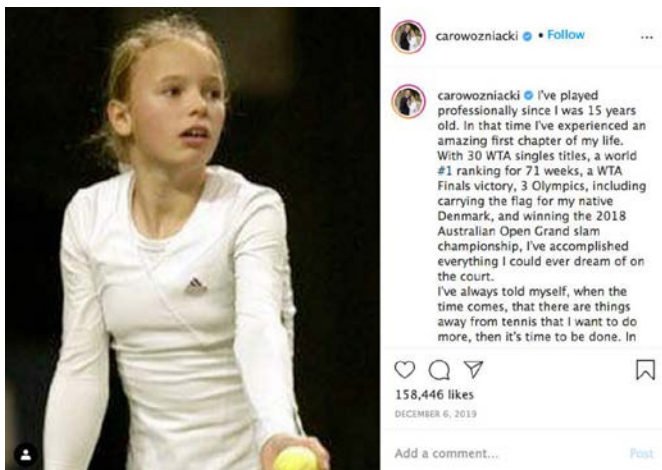 carowozniacki • Follow
carowozniacki I've played
professionally since I was 15 years
old. In that time I've experienced an
amazing first chapter of my life.
With 30 WTA singles titles, a world
#1 ranking for 71 weeks, a WTA
Finals victory, 3 Olympics, including
carrying the flag for my native
Denmark, and winning the 2018
Australian Open Grand slam
championship, I've accomplished
everything I could ever dream of on
the court.
I've always told myself, when the
time comes, that there are things
away from tennis that I want to do
more, then it's time to be done. In
158,446 likes
DECEMBER 6, 2019
Add a comment... Post